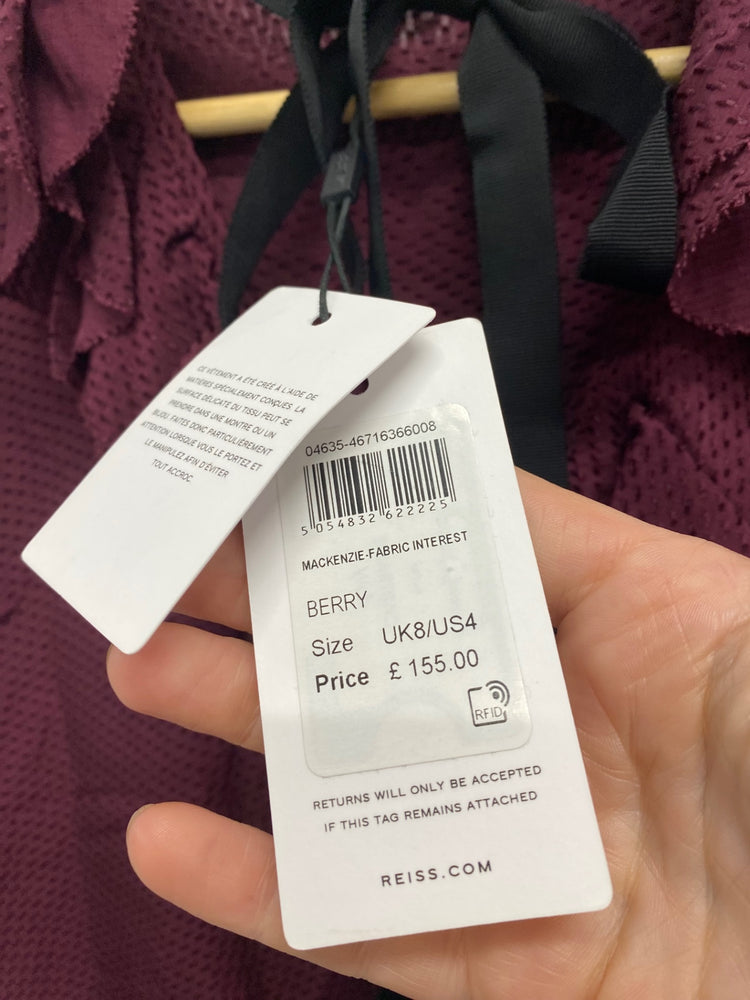 CE VÊTEMENT A ÉTÉ CRÉÉ À L'AIDE DE
MATIÈRES SPÉCIALEMENT CONÇUES. LA
SURFACE DÉLICATE DU TISSU PEUT SE
PRENDRE DANS UNE MONTRE OU UN
BIJOU. FAITES DONC PARTICULIÈREMENT
ATTENTION LORSQUE VOUS LE PORTEZ ET
LE MANIPULEZ AFIN D'ÉVITER
TOUT ACCROC.
04635-46716366008
5 054832 622225
MACKENZIE-FABRIC INTEREST
BERRY
Size UK8/US4
Price £ 155.00
RFID
RETURNS WILL ONLY BE ACCEPTED
IF THIS TAG REMAINS ATTACHED
REISS.COM